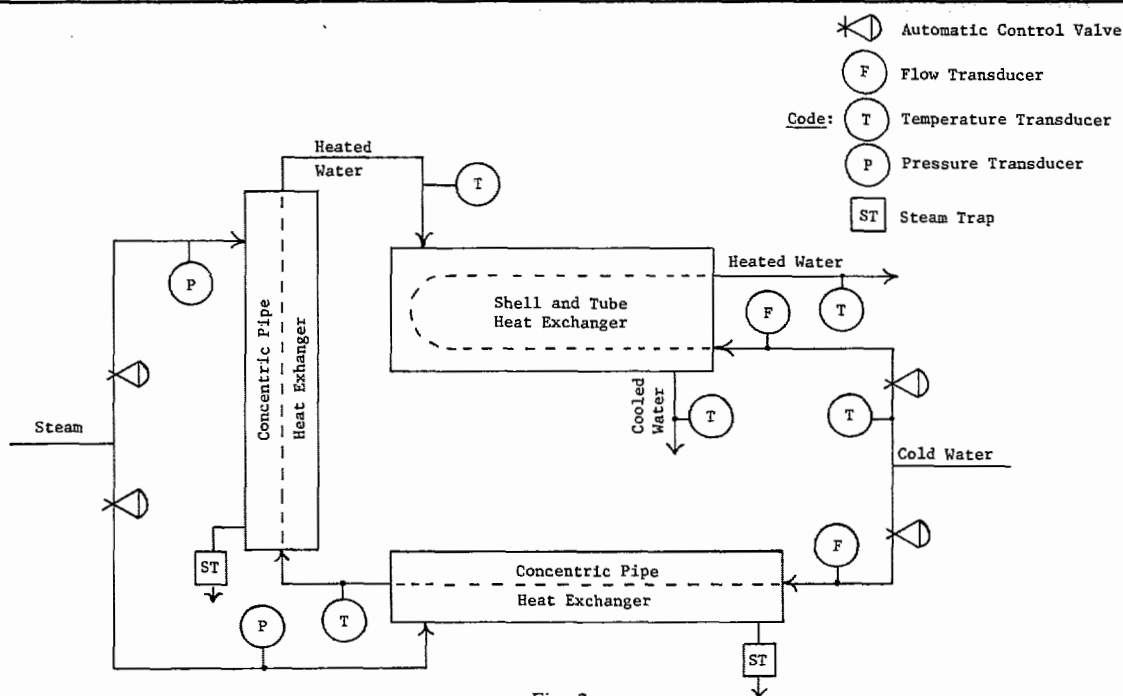 Automatic Control Valve
F
Flow Transducer
Code:
T
Temperature Transducer
P
Pressure Transducer
ST
Steam Trap
Heated
Water
T
P
Concentric Pipe
Heat Exhanger
Shell and Tube
Heat Exchanger
Heated Water
F
T
Cooled
Water
T
T
Steam
Cold Water
ST
F
Concentric Pipe
Heat Exchanger
P
T
ST